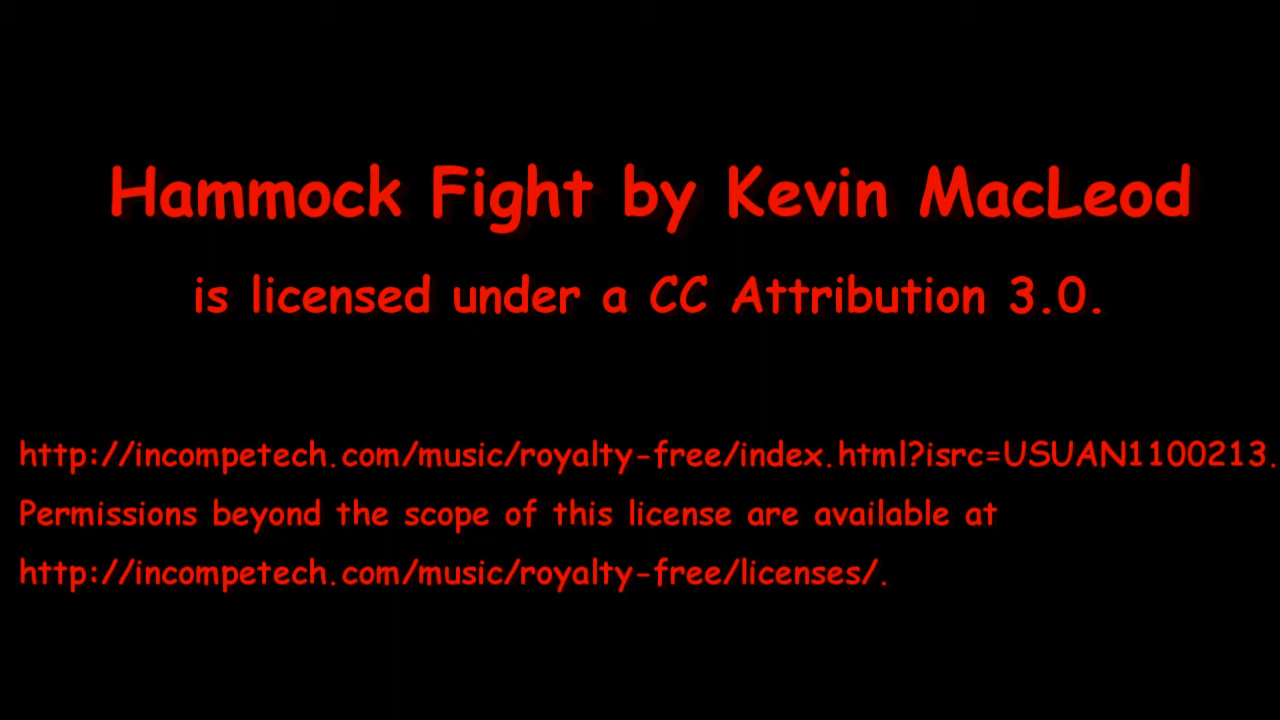 Hammock Fight by Kevin MacLeod
is licensed under a CC Attribution 3.0.
http://incompetech.com/music/royalty-free/index.html?isrc=USUAN1100213.
Permissions beyond the scope of this license are available at
http://incompetech.com/music/royalty-free/licenses/.